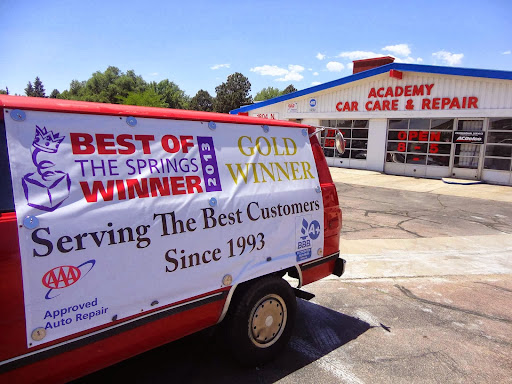 BEST OF
THE SPRINGS
WINNER
2013
GOLD
WINNER
Serving The Best Customers
Since 1993
AAA
Approved
Auto Repair
BBB
A+
ACADEMY
CAR CARE & REPAIR
OPEN
ACDelco